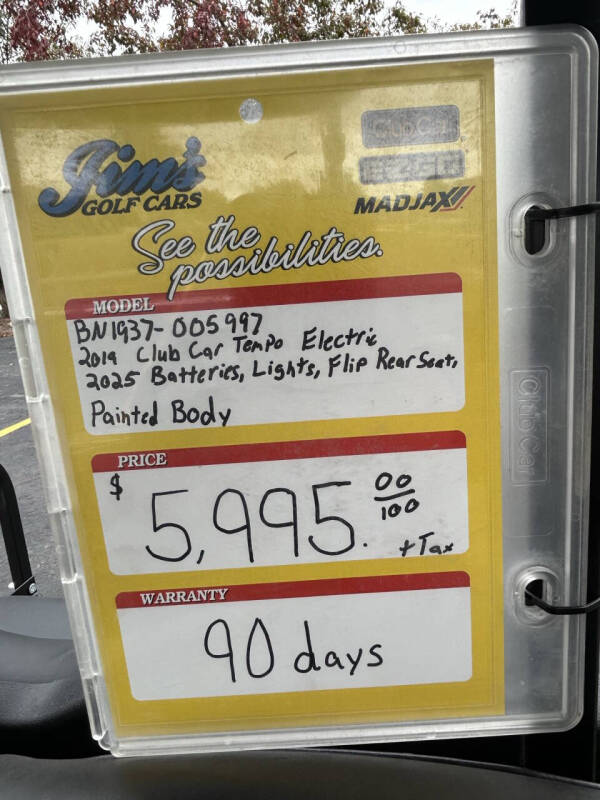 Jim's
GOLF CARS
Club Car
EZGO
MADJAX
See the
possibilities.
MODEL
BN1937-005997
2019 Club Car Tempo Electric
2025 Batteries, Lights, Flip Rear Seat,
Painted Body
PRICE
$ 5,995. 00/100
+ Tax
WARRANTY
90 days
Club Car